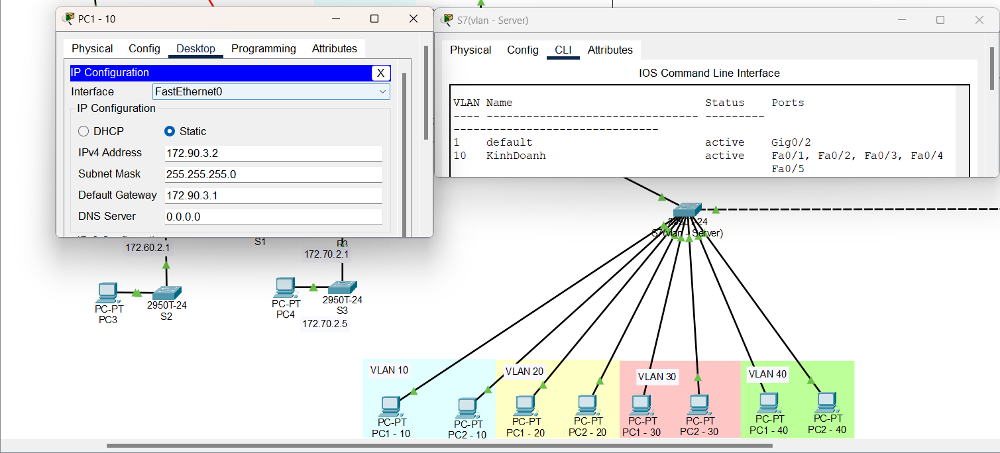 PC1 - 10
Physical Config Desktop Programming Attributes
IP Configuration X
Interface FastEthernet0
IP Configuration
DHCP Static
IPv4 Address 172.90.3.2
Subnet Mask 255.255.255.0
Default Gateway 172.90.3.1
DNS Server 0.0.0.0
S7(vlan - Server)
Physical Config CLI Attributes
IOS Command Line Interface
VLAN Name Status Ports
---- -------------------------------- ---------
-------------------------------
1 default active Gig0/2
10 KinhDoanh active Fa0/1, Fa0/2, Fa0/3, Fa0/4
Fa0/5
S1
R3
172.60.2.1
172.70.2.1
PC-PT
PC3
2950T-24
S2
PC-PT
PC4
2950T-24
S3
172.70.2.5
2950T-24
S7(vlan - Server)
VLAN 10
VLAN 20
VLAN 30
VLAN 40
PC-PT
PC1 - 10
PC-PT
PC2 - 10
PC-PT
PC1 - 20
PC-PT
PC2 - 20
PC-PT
PC1 - 30
PC-PT
PC2 - 30
PC-PT
PC1 - 40
PC-PT
PC2 - 40